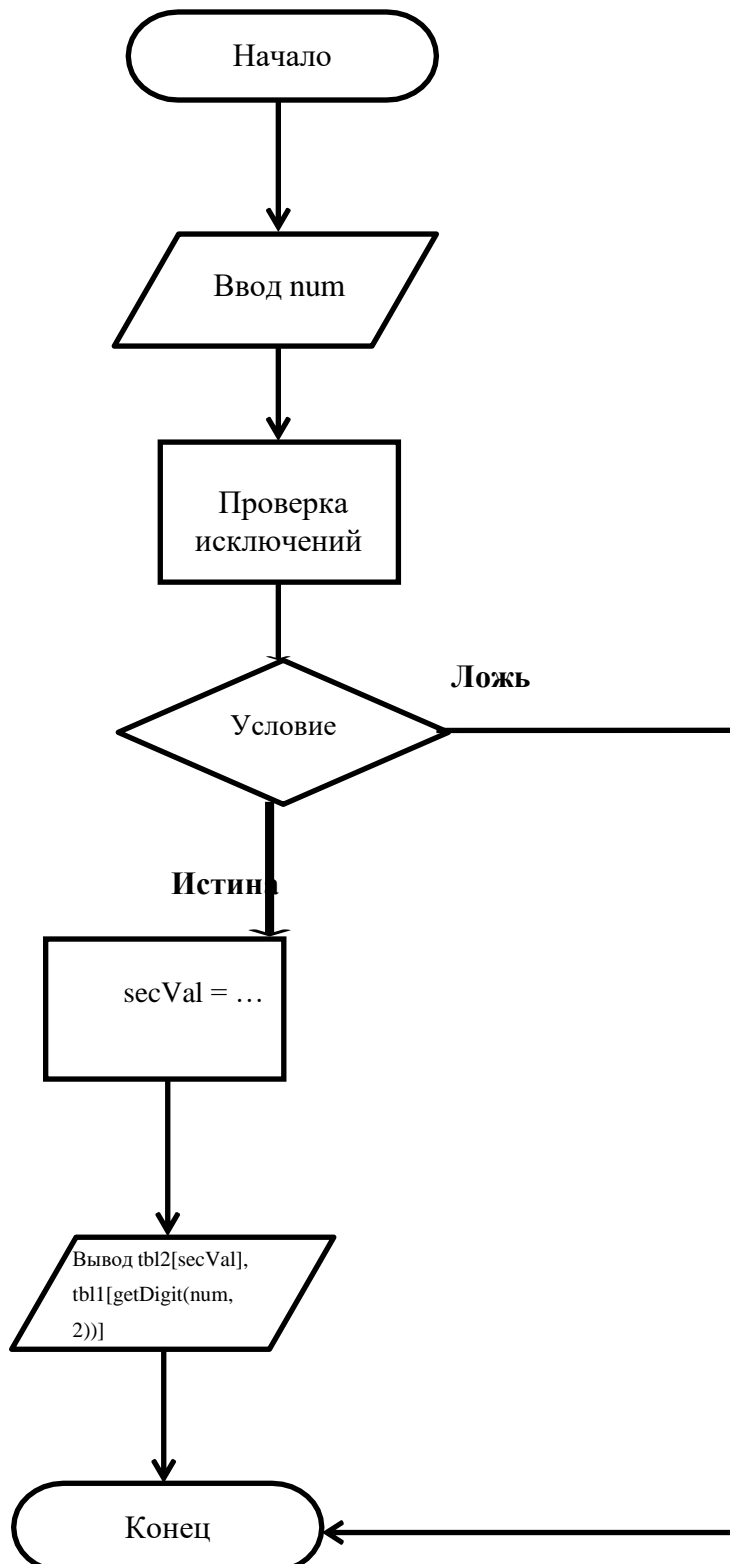 Начало
Ввод num
Проверка
исключений
Ложь
Условие
Истина
secVal = …
Вывод tbl2[secVal],
tbl1[getDigit(num,
2))]
Конец